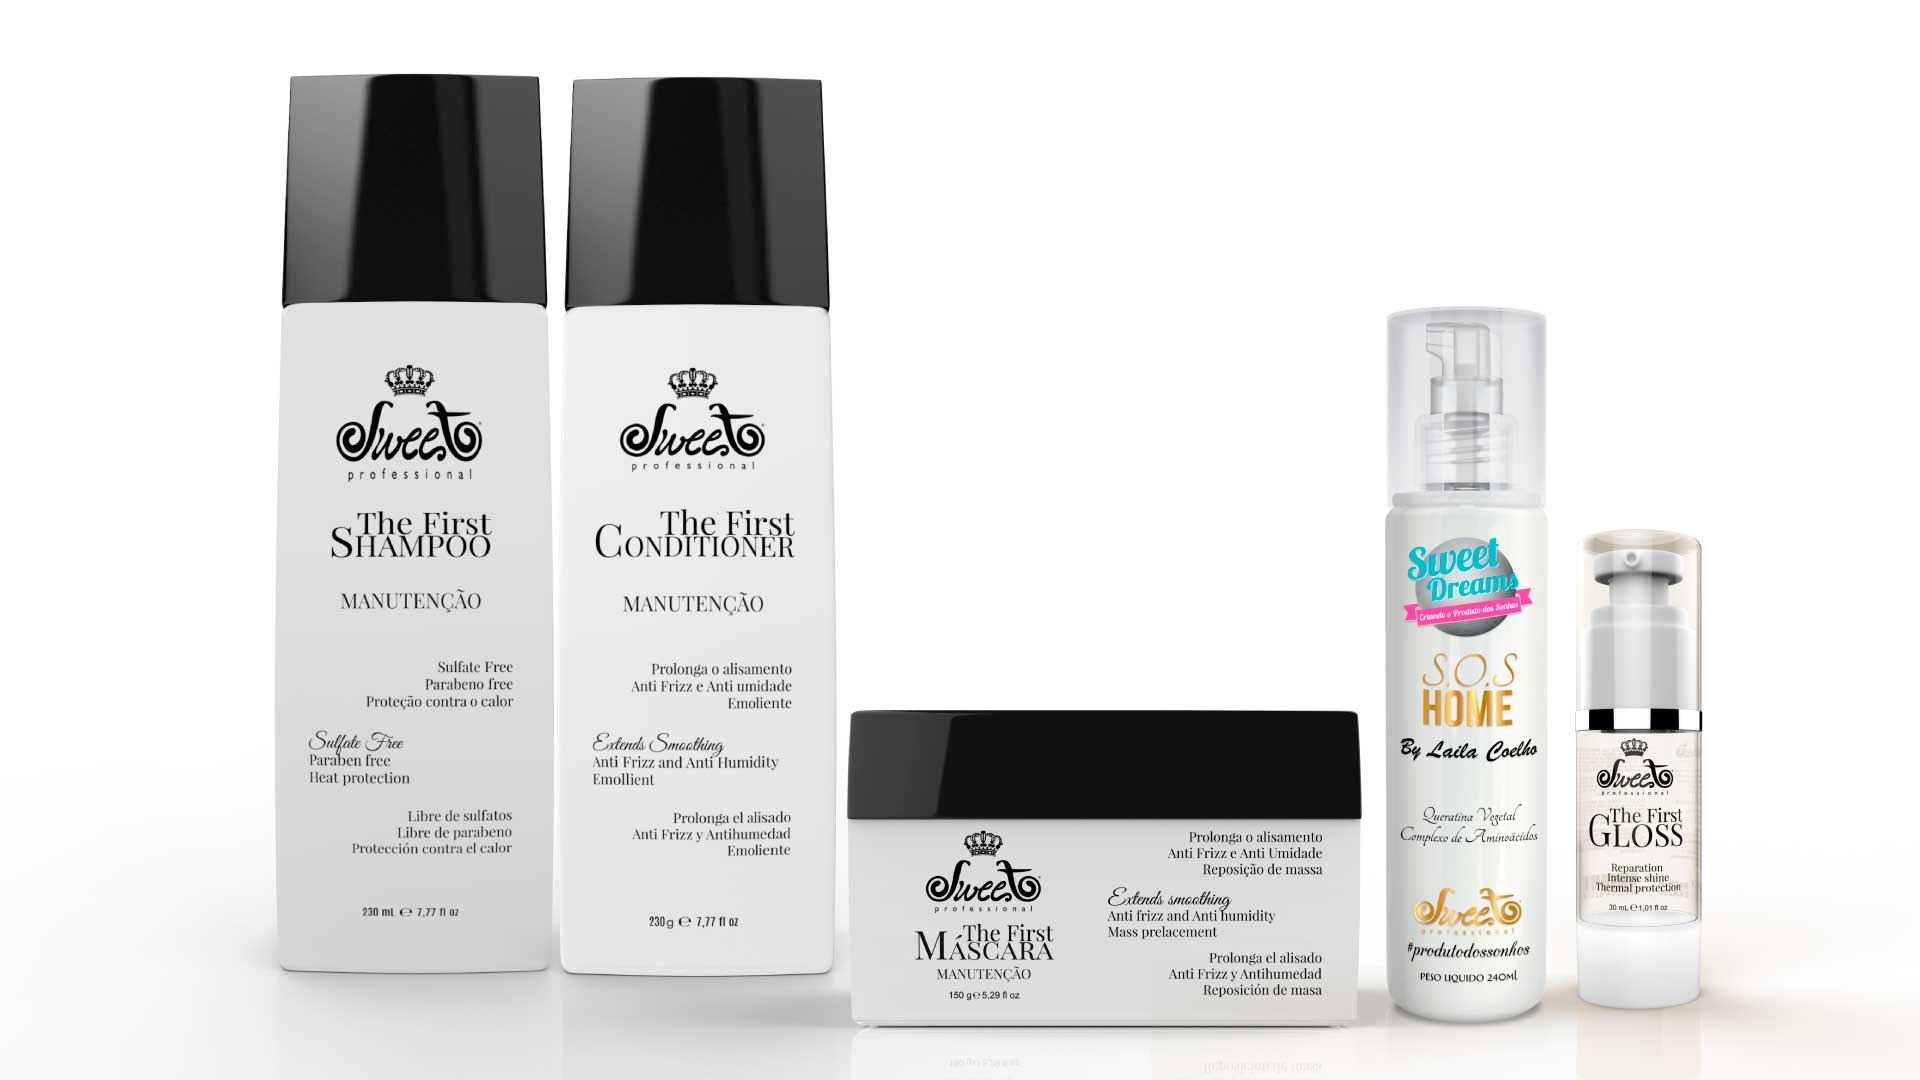 Sweet
professional
The First
SHAMPOO
MANUTENÇÃO
Sulfate Free
Parabeno free
Proteção contra o calor
Sulfate Free
Paraben free
Heat protection
Libre de sulfatos
Libre de parabeno
Protección contra el calor
230 mL ℮ 7,77 fl oz
Sweet
professional
The First
CONDITIONER
MANUTENÇÃO
Prolonga o alisamento
Anti Frizz e Anti umidade
Emoliente
Extends Smoothing
Anti Frizz and Anti Humidity
Emollient
Prolonga el alisado
Anti Frizz y Antihumedad
Emoliente
230g ℮ 7,77 fl oz
Sweet
professional
The First
MÁSCARA
MANUTENÇÃO
150 g ℮ 5,29 fl oz
Prolonga o alisamento
Anti Frizz e Anti Umidade
Reposição de massa
Extends smoothing
Anti frizz and Anti humidity
Mass prelacement
Prolonga el alisado
Anti Frizz y Antihumedad
Reposición de masa
Sweet
Dreams
Criando o Produto dos Sonhos
S.O.S
HOME
By Laila Coelho
Queratina Vegetal
Complexo de Aminoácidos
Sweet
professional
#produtodossonhos
PESO LIQUIDO 240ML
Sweet
professional
The First
GLOSS
Reparation
Intense shine
Thermal protection
30 mL ℮ 1,01 fl oz